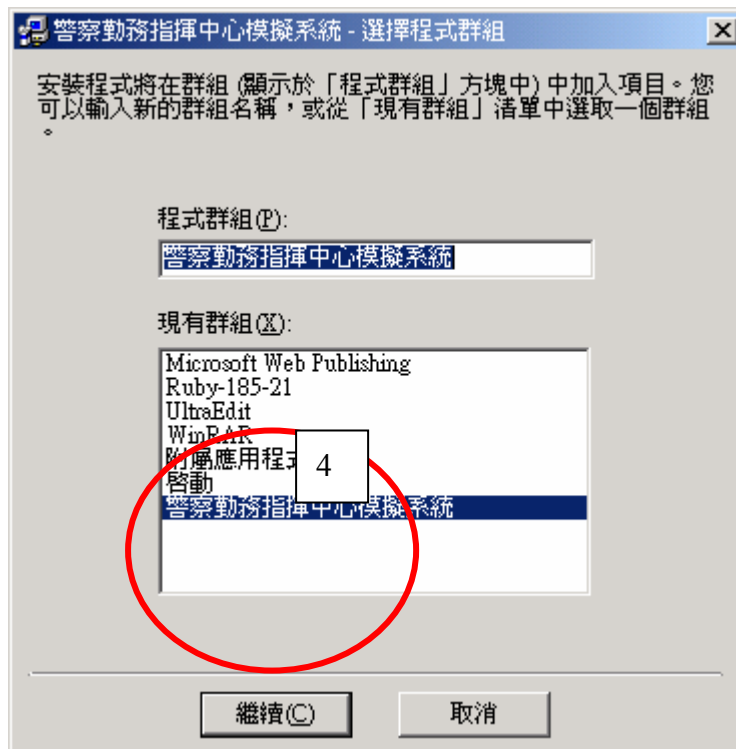 警察勤務指揮中心模擬系統 - 選擇程式群組
安裝程式將在群組 (顯示於「程式群組」方塊中) 中加入項目。您
可以輸入新的群組名稱，或從「現有群組」清單中選取一個群組
。
程式群組(P):
警察勤務指揮中心模擬系統
現有群組(X):
Microsoft Web Publishing
Ruby-185-21
UltraEdit
WinRAR
附屬應用程式
4
啓動
警察勤務指揮中心模擬系統
繼續(C)
取消